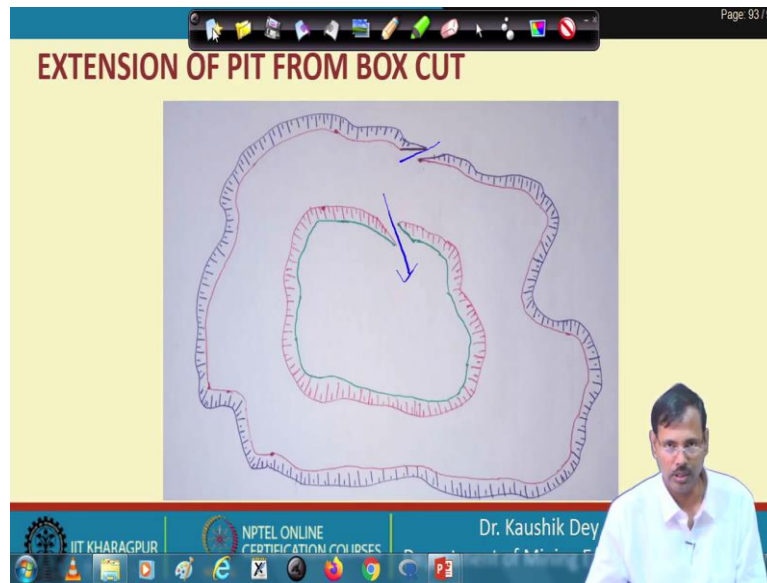 Page: 93 /
EXTENSION OF PIT FROM BOX CUT
IIT KHARAGPUR
NPTEL ONLINE
CERTIFICATION COURSES
Dr. Kaushik Dey